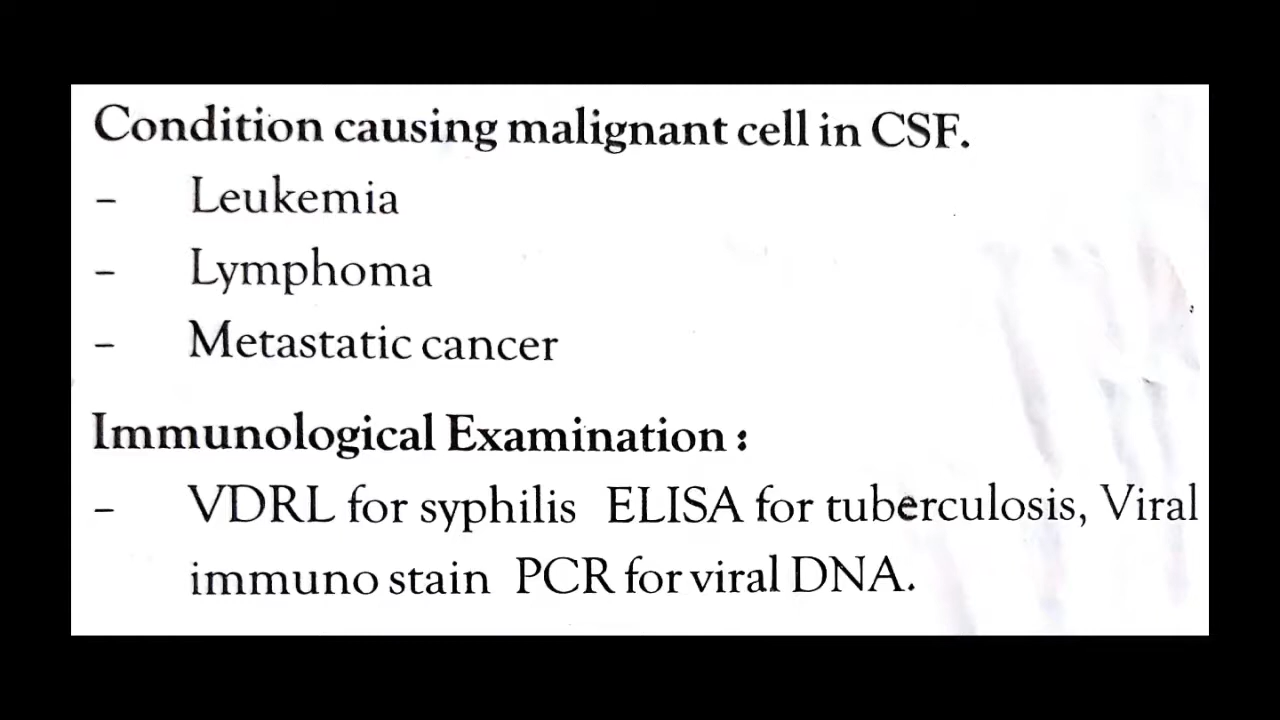 Condition causing malignant cell in CSF.
– Leukemia
– Lymphoma
– Metastatic cancer
Immunological Examination :
– VDRL for syphilis ELISA for tuberculosis, Viral
immuno stain PCR for viral DNA.